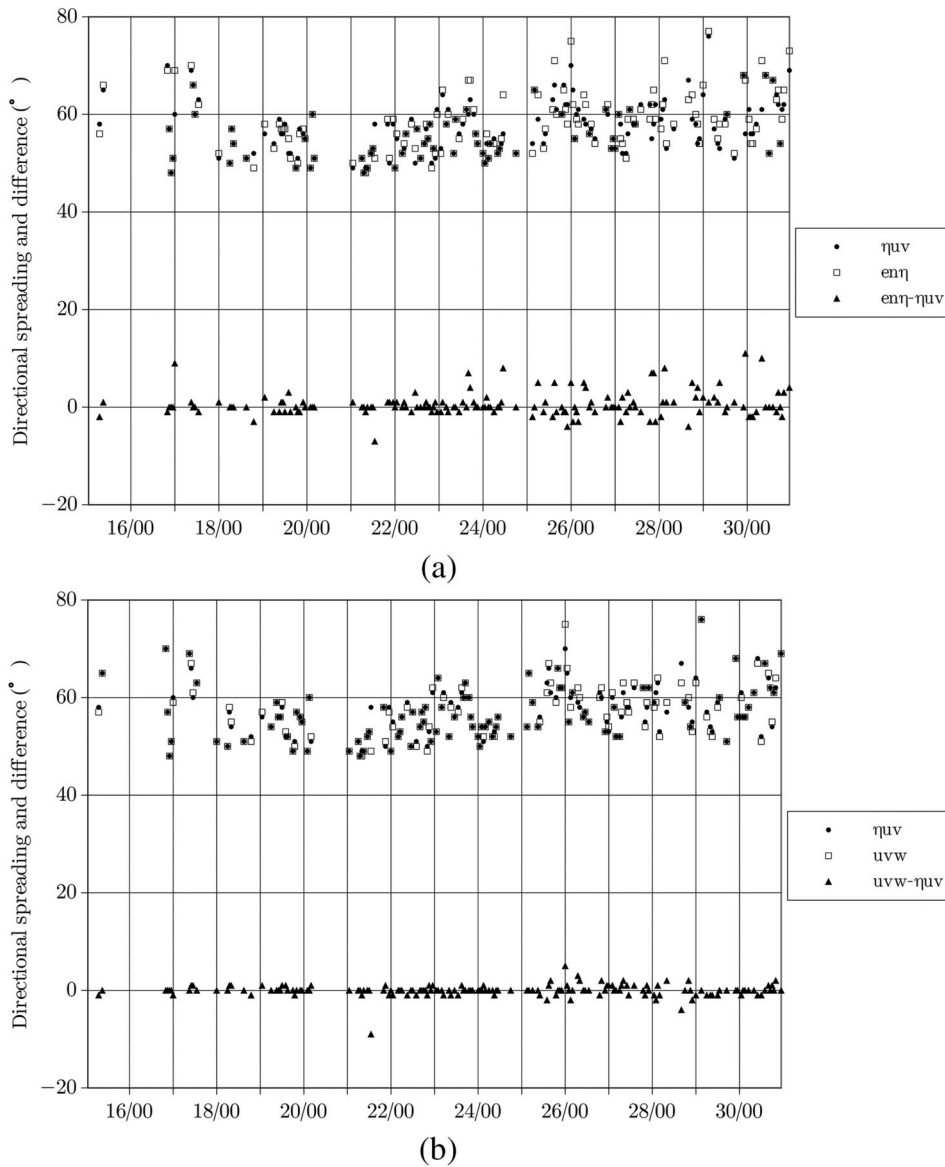 80
60
40
20
0
−20
Directional spreading and difference (°)
16/00 18/00 20/00 22/00 24/00 26/00 28/00 30/00
ηuv
enη
enη-ηuv
(a)
80
60
40
20
0
−20
Directional spreading and difference (°)
16/00 18/00 20/00 22/00 24/00 26/00 28/00 30/00
ηuv
uvw
uvw-ηuv
(b)